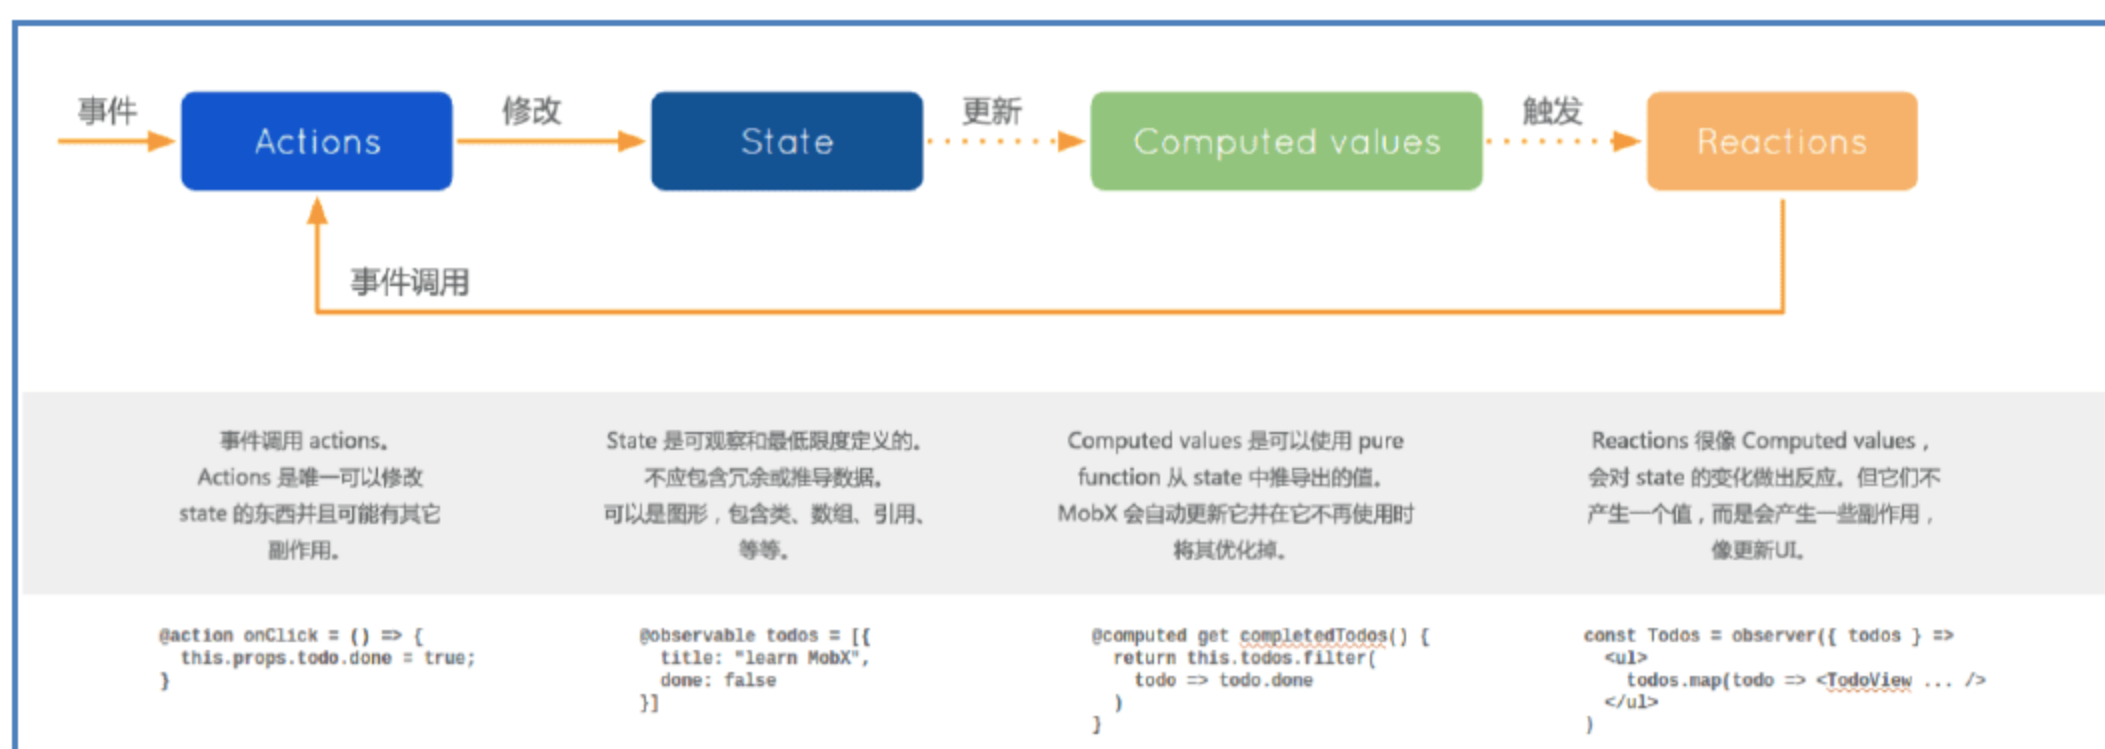 事件
Actions
修改
State
更新
Computed values
触发
Reactions
事件调用
事件调用 actions。
Actions 是唯一可以修改
state 的东西并且可能有其它
副作用。
State 是可观察和最低限度定义的。
不应包含冗余或推导数据。
可以是图形，包含类、数组、引用、
等等。
Computed values 是可以使用 pure
function 从 state 中推导出的值。
MobX 会自动更新它并在它不再使用时
将其优化掉。
Reactions 很像 Computed values，
会对 state 的变化做出反应。但它们不
产生一个值，而是会产生一些副作用，
像更新UI。
@action onClick = () => {
  this.props.todo.done = true;
}
@observable todos = [{
  title: "learn MobX",
  done: false
}]
@computed get completedTodos() {
  return this.todos.filter(
    todo => todo.done
  )
}
const Todos = observer({ todos } =>
  <ul>
    todos.map(todo => <TodoView ... />
  </ul>
)